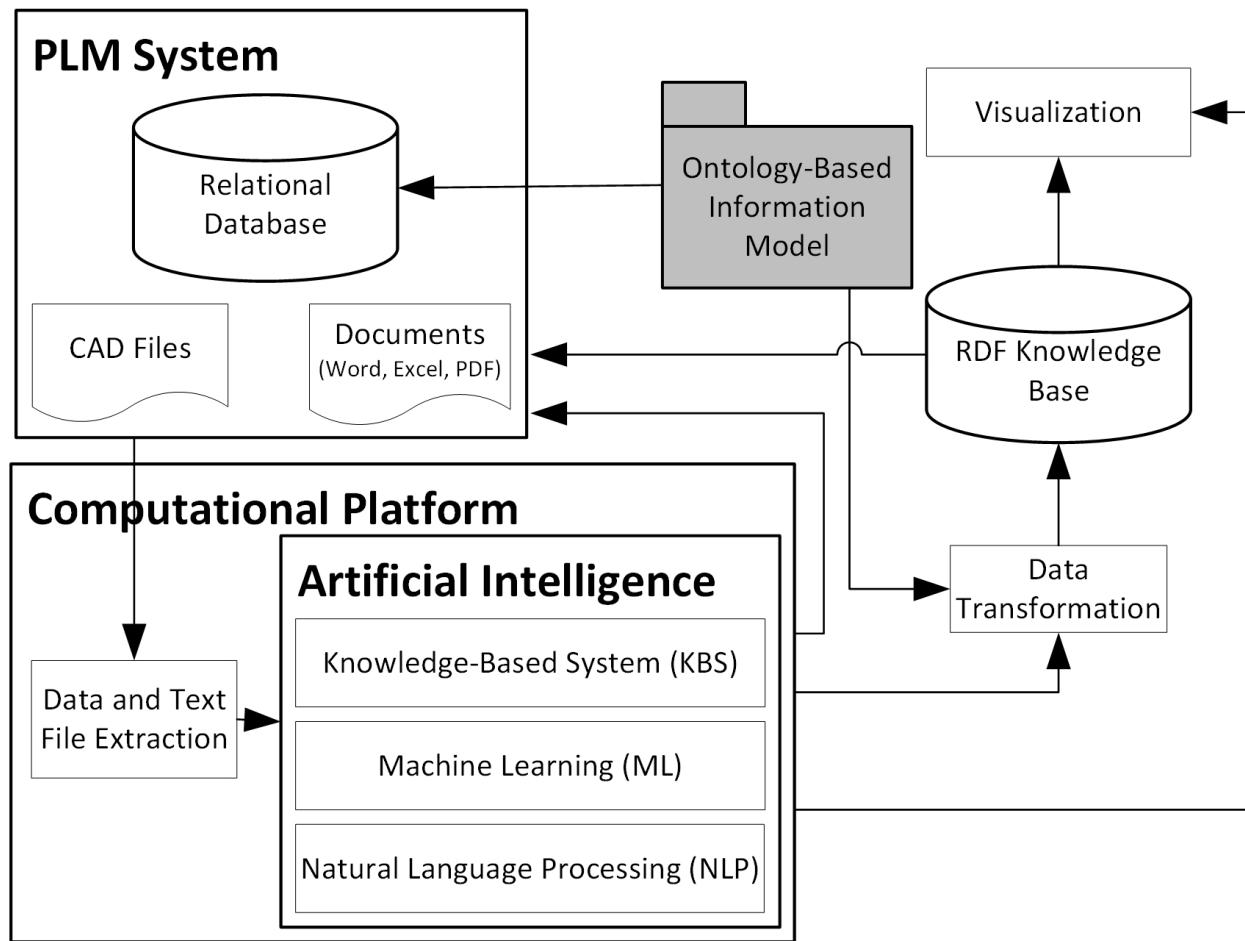 PLM System
Relational
Database
CAD Files
Documents
(Word, Excel, PDF)
Ontology-Based
Information
Model
Visualization
RDF Knowledge
Base
Data
Transformation
Computational Platform
Data and Text
File Extraction
Artificial Intelligence
Knowledge-Based System (KBS)
Machine Learning (ML)
Natural Language Processing (NLP)